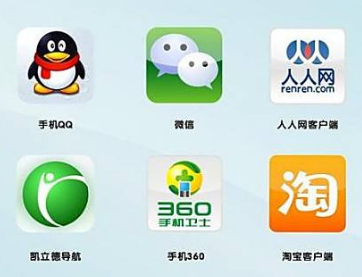 人人网
renren.com
手机QQ
微信
人人网客户端
360
手机卫士
淘
凯立德导航
手机360
淘宝客户端